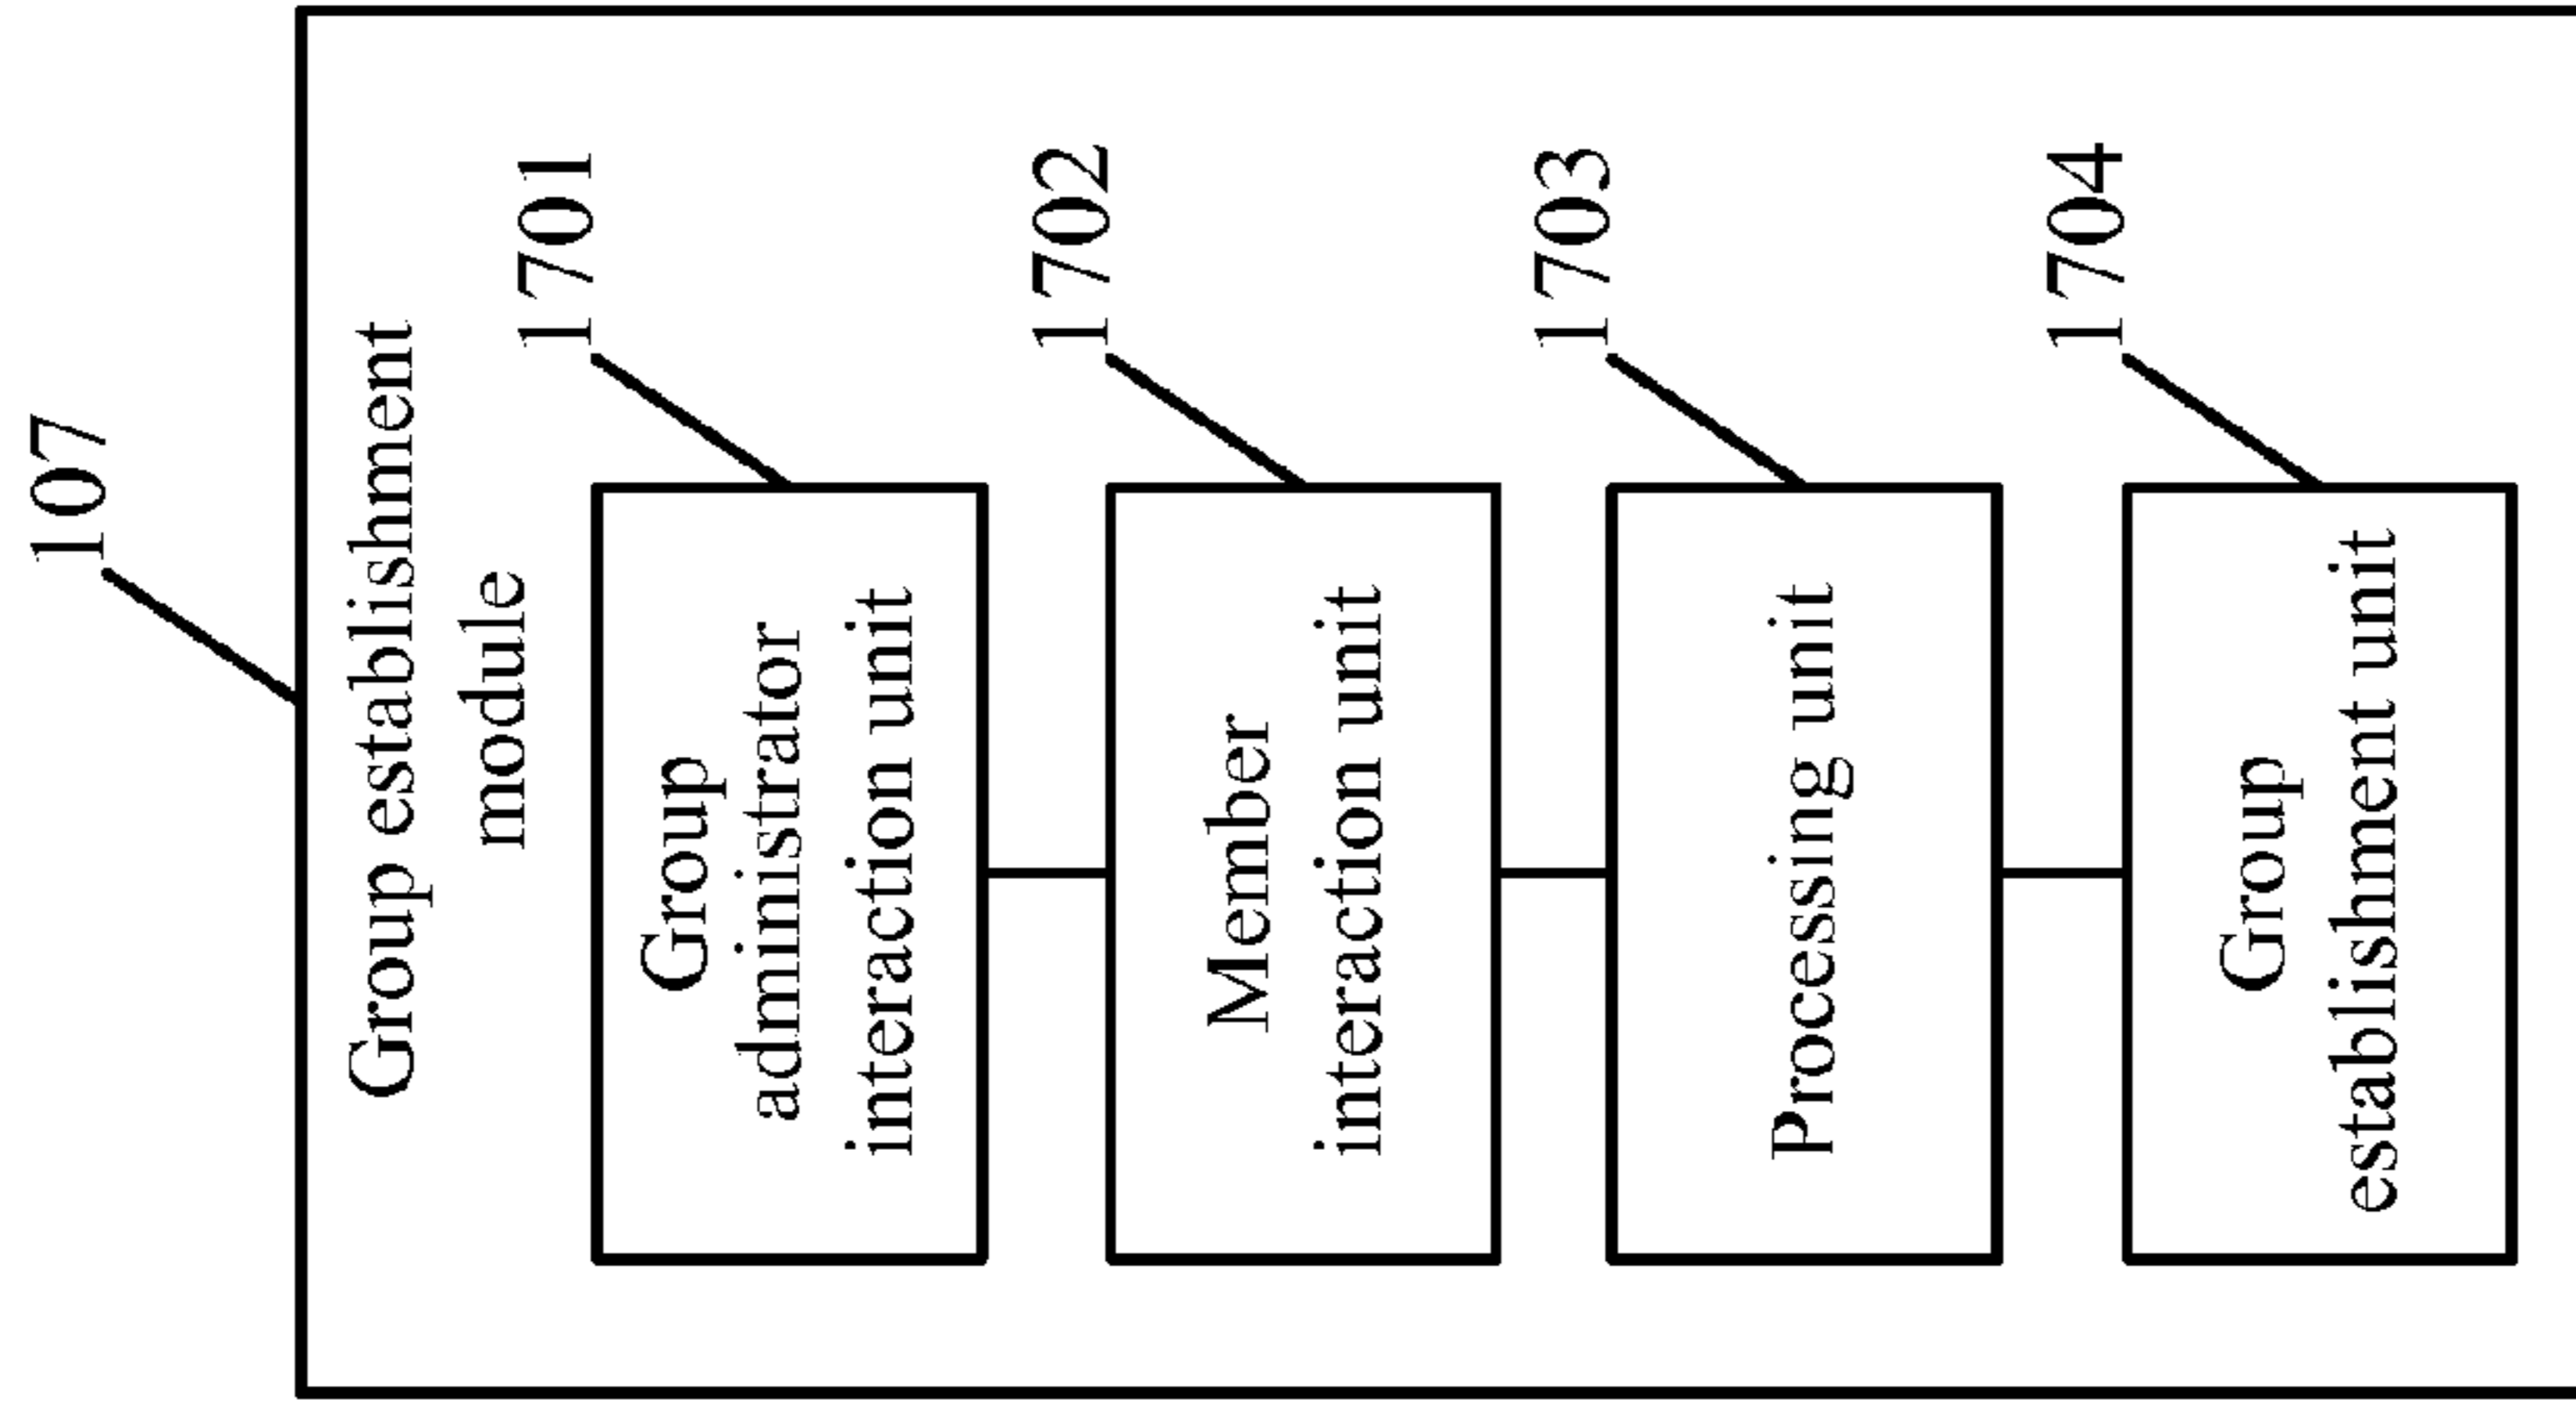 107
Group establishment
module
1701
Group
administrator
interaction unit
1702
Member
interaction unit
1703
Processing unit
1704
Group
establishment unit